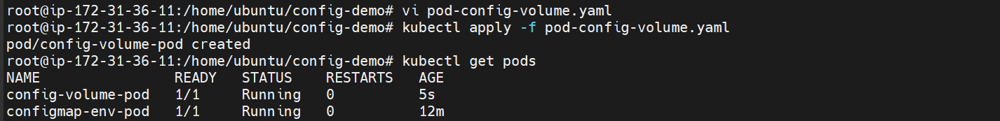 root@ip-172-31-36-11:/home/ubuntu/config-demo# vi pod-config-volume.yaml
root@ip-172-31-36-11:/home/ubuntu/config-demo# kubectl apply -f pod-config-volume.yaml
pod/config-volume-pod created
root@ip-172-31-36-11:/home/ubuntu/config-demo# kubectl get pods
NAME                READY   STATUS    RESTARTS   AGE
config-volume-pod   1/1     Running   0          5s
configmap-env-pod   1/1     Running   0          12m